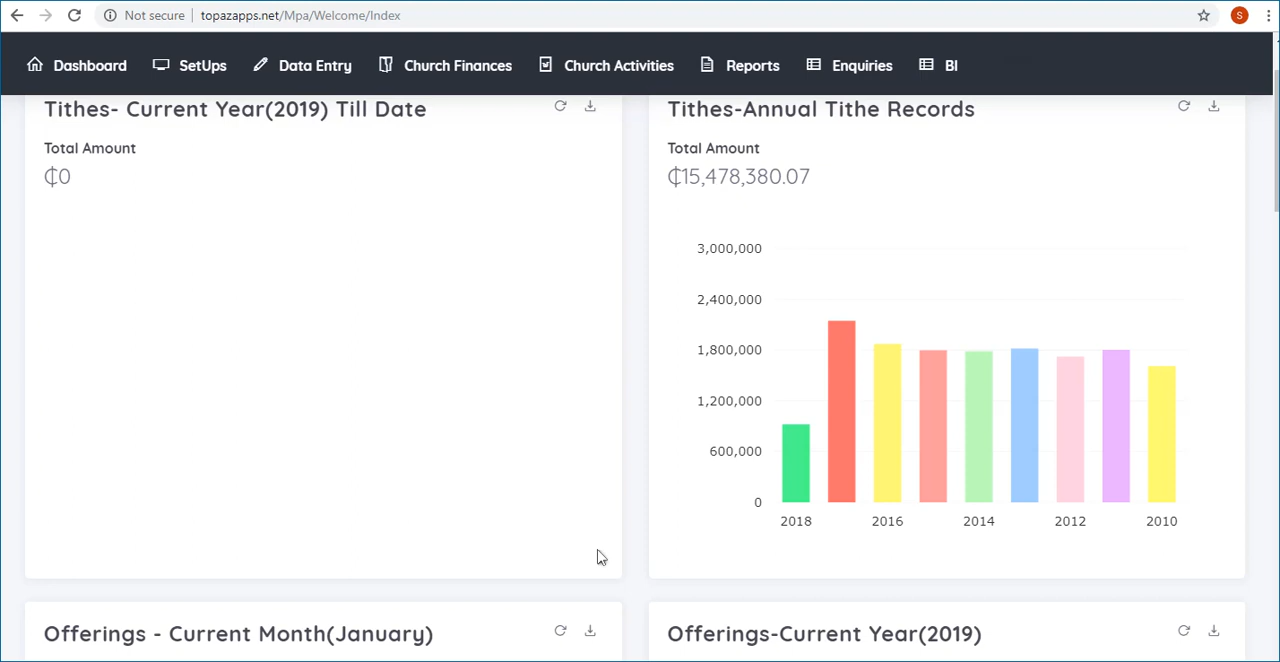 Not secure | topazapps.net/Mpa/Welcome/Index
S
Dashboard SetUps Data Entry Church Finances Church Activities Reports Enquiries BI
Tithes- Current Year(2019) Till Date
Total Amount
₵0
Tithes-Annual Tithe Records
Total Amount
₵15,478,380.07
3,000,000
2,400,000
1,800,000
1,200,000
600,000
0
2018 2016 2014 2012 2010
Offerings - Current Month(January)
Offerings-Current Year(2019)